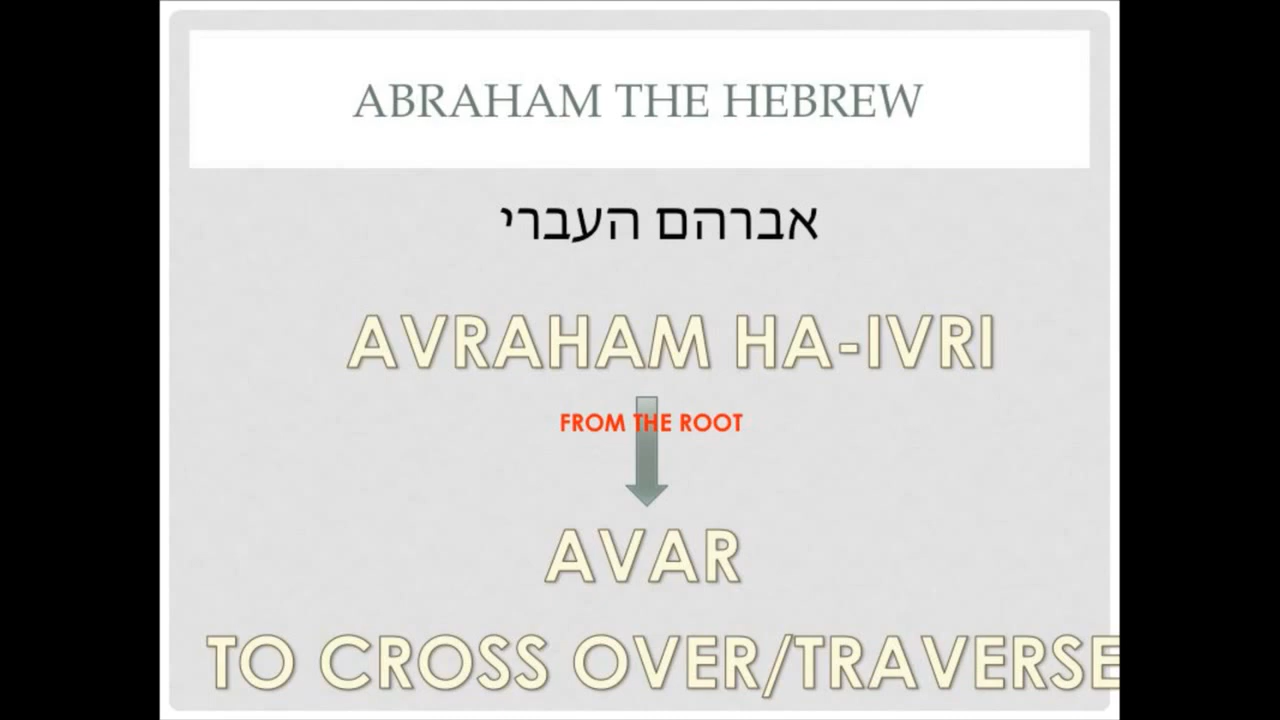 ABRAHAM THE HEBREW
אברהם העברי
AVRAHAM HA-IVRI
FROM THE ROOT
AVAR
TO CROSS OVER/TRAVERSE